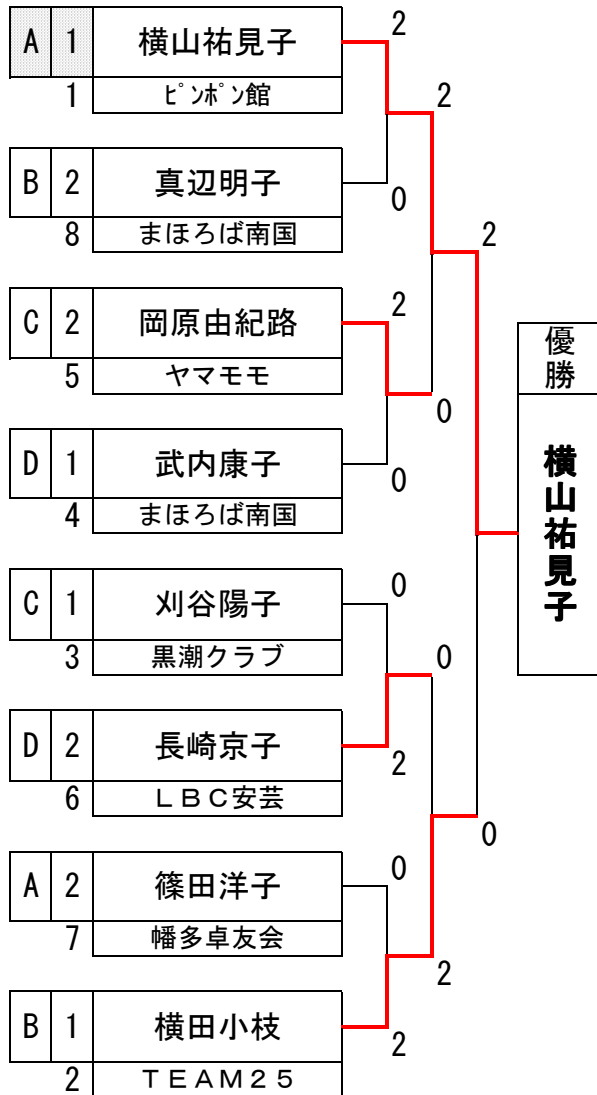 A 1 横山祐見子 2
1 ﾋﾟﾝﾎﾟﾝ館 2
B 2 真辺明子 0
8 まほろば南国 2
C 2 岡原由紀路 2
5 ヤマモモ 0
D 1 武内康子 0
4 まほろば南国
優勝
横山祐見子
C 1 刈谷陽子 0
3 黒潮クラブ 0
D 2 長崎京子 2
6 ＬＢＣ安芸 0
A 2 篠田洋子 0
7 幡多卓友会 2
B 1 横田小枝 2
2 ＴＥＡＭ２５